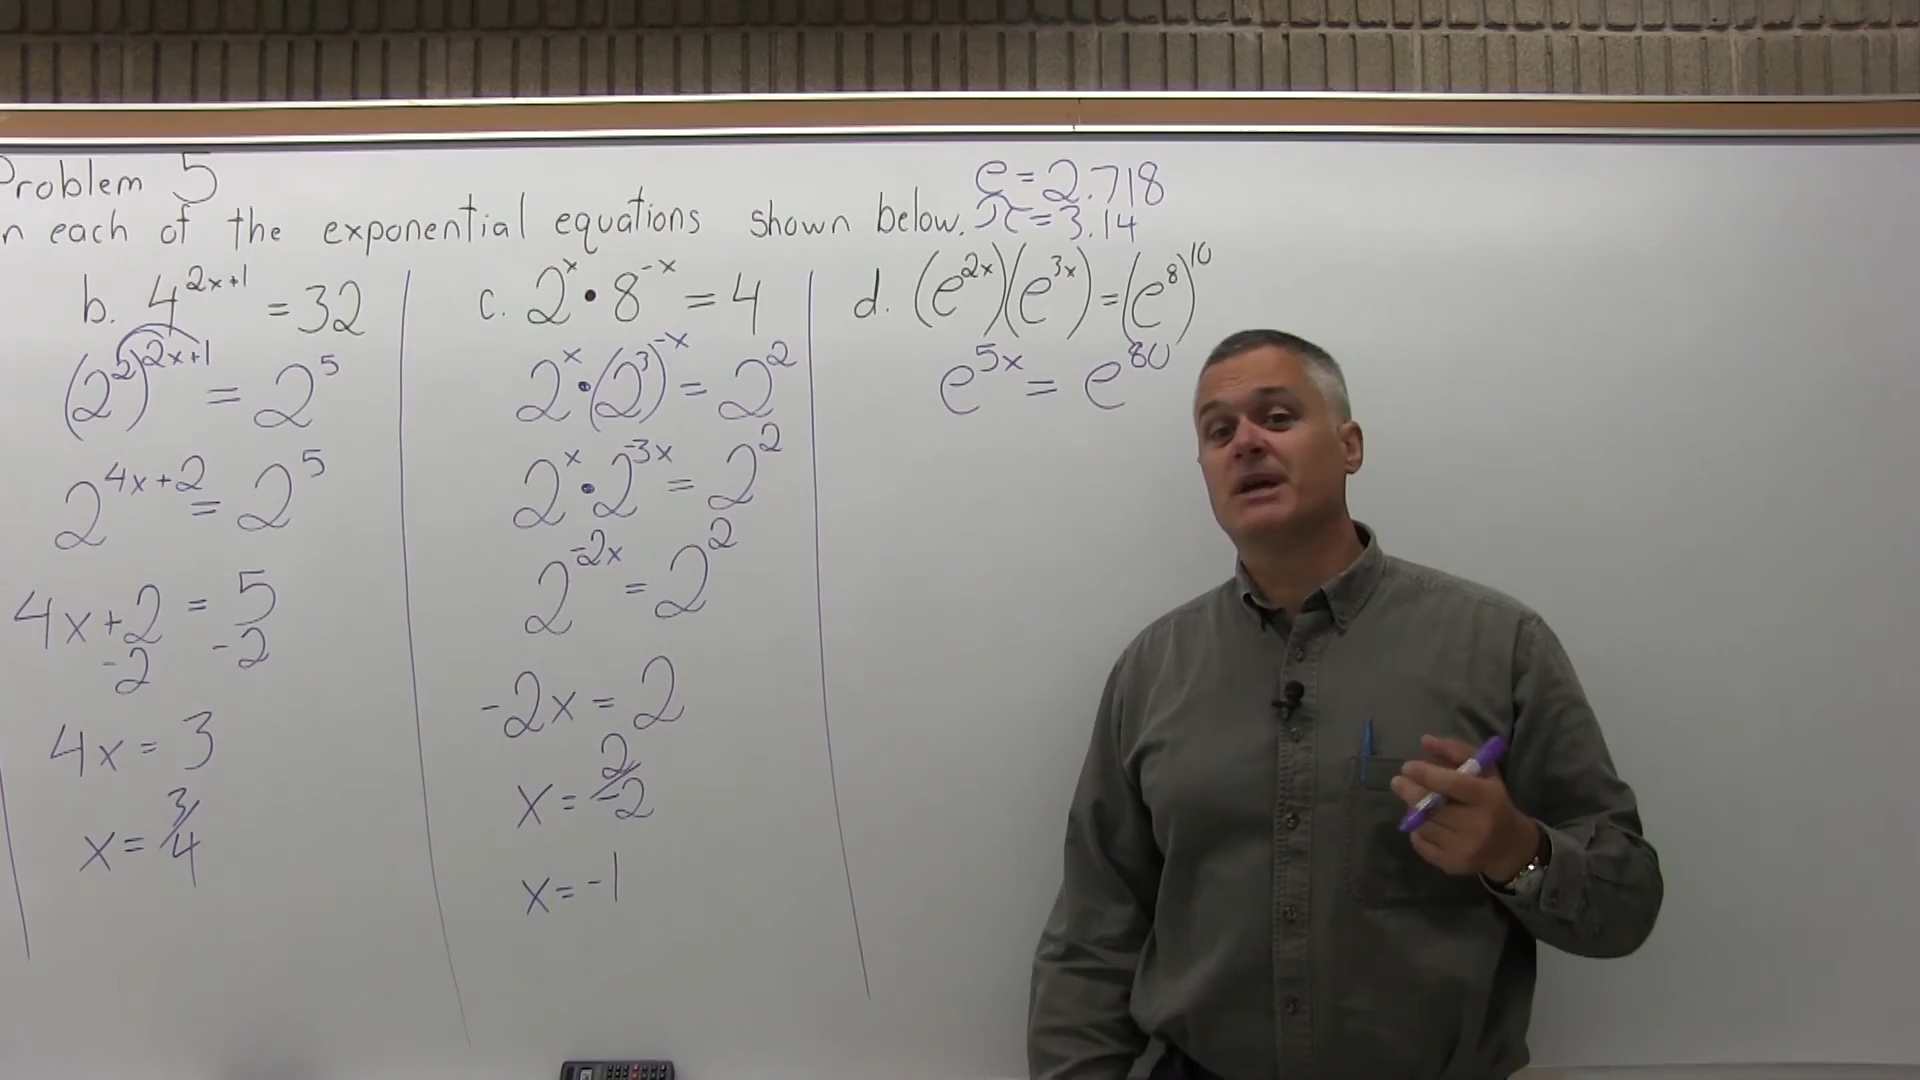 Problem 5
n each of the exponential equations shown below.
e = 2.718
π = 3.14
b. 4^(2x+1) = 32
(2^2)^(2x+1) = 2^5
2^(4x+2) = 2^5
4x+2 = 5
-2 -2
4x = 3
x = 3/4
c. 2^x • 8^(-x) = 4
2^x • (2^3)^(-x) = 2^2
2^x • 2^(-3x) = 2^2
2^(-2x) = 2^2
-2x = 2
x = 2/-2
x = -1
d. (e^(2x))(e^(3x)) = (e^8)^10
e^(5x) = e^80